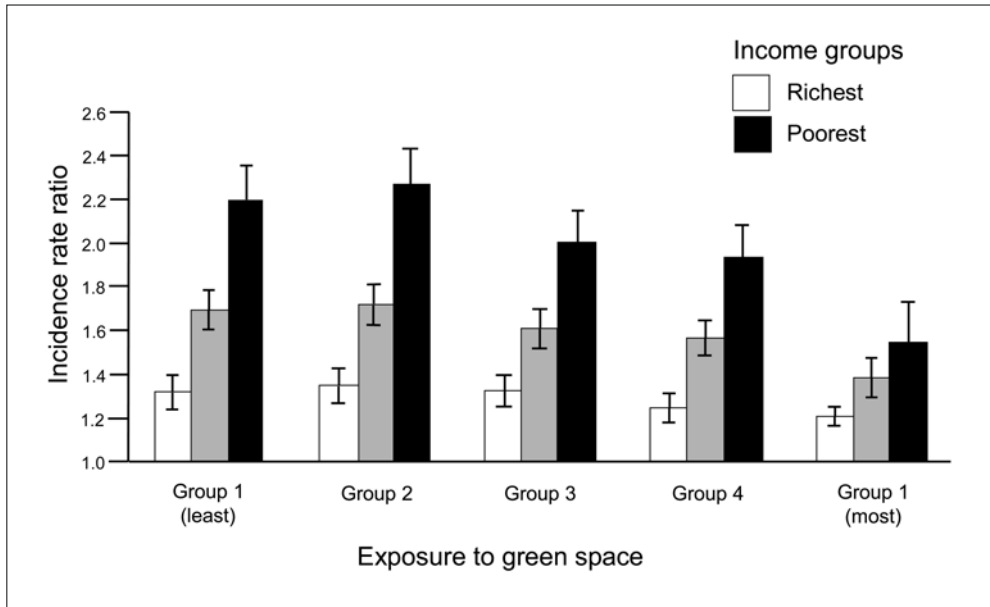 Income groups
Richest
Poorest
Incidence rate ratio
2.6
2.4
2.2
2.0
1.8
1.6
1.4
1.2
1.0
Group 1
(least)
Group 2
Group 3
Group 4
Group 1
(most)
Exposure to green space